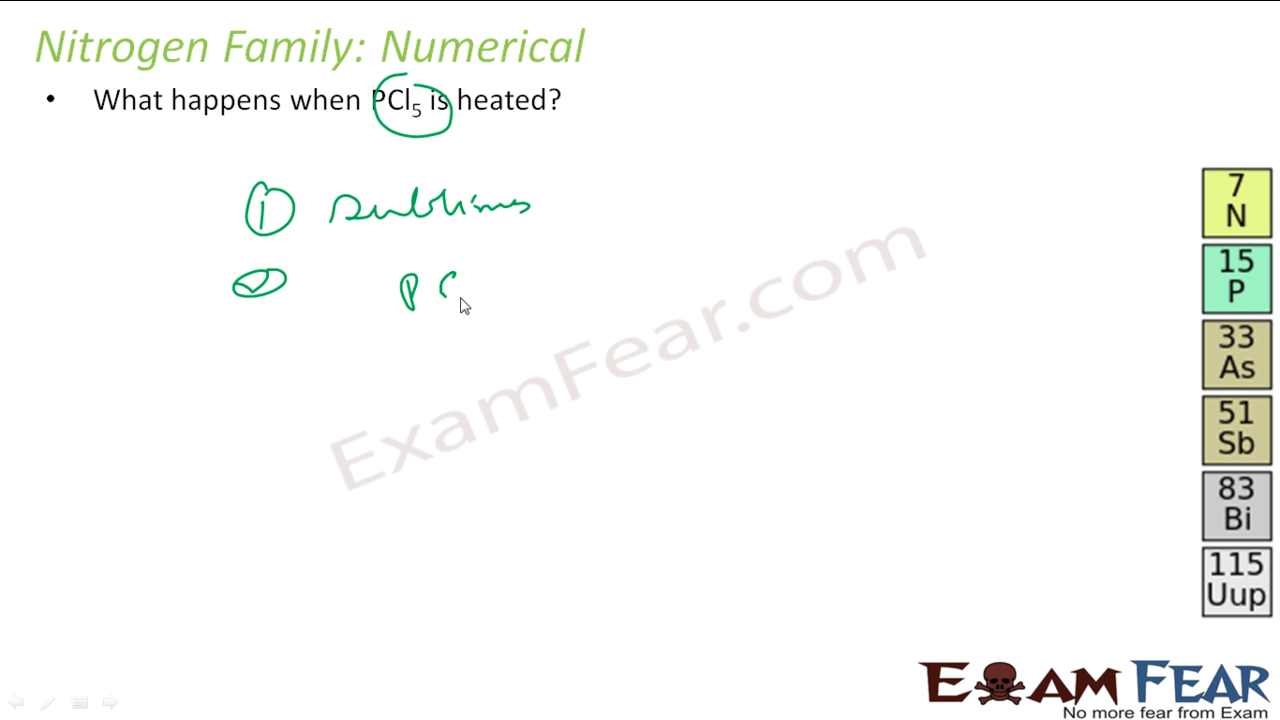 Nitrogen Family: Numerical
• What happens when PCl₅ is heated?
① sublimes
② P C
ExamFear.com
7
N
15
P
33
As
51
Sb
83
Bi
115
Uup
EXAM FEAR
No more fear from Exam